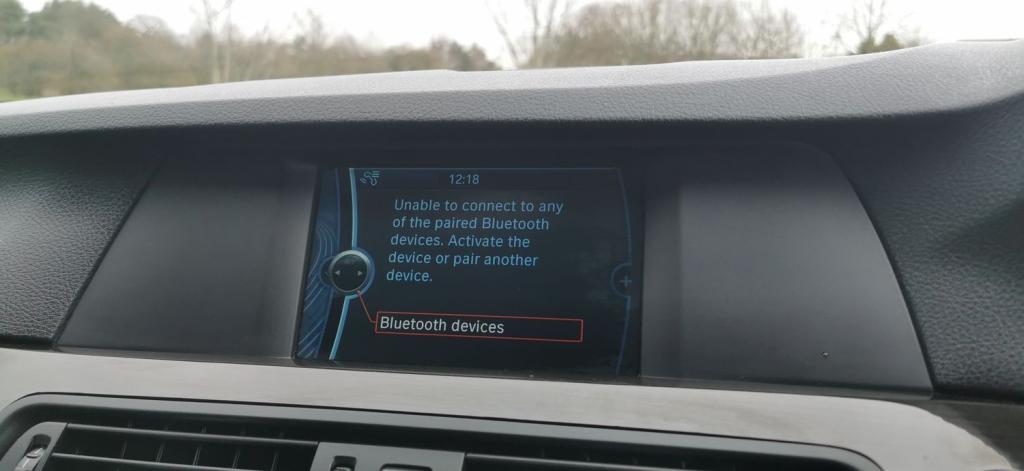 12:18
Unable to connect to any
of the paired Bluetooth
devices. Activate the
device or pair another
device.
Bluetooth devices